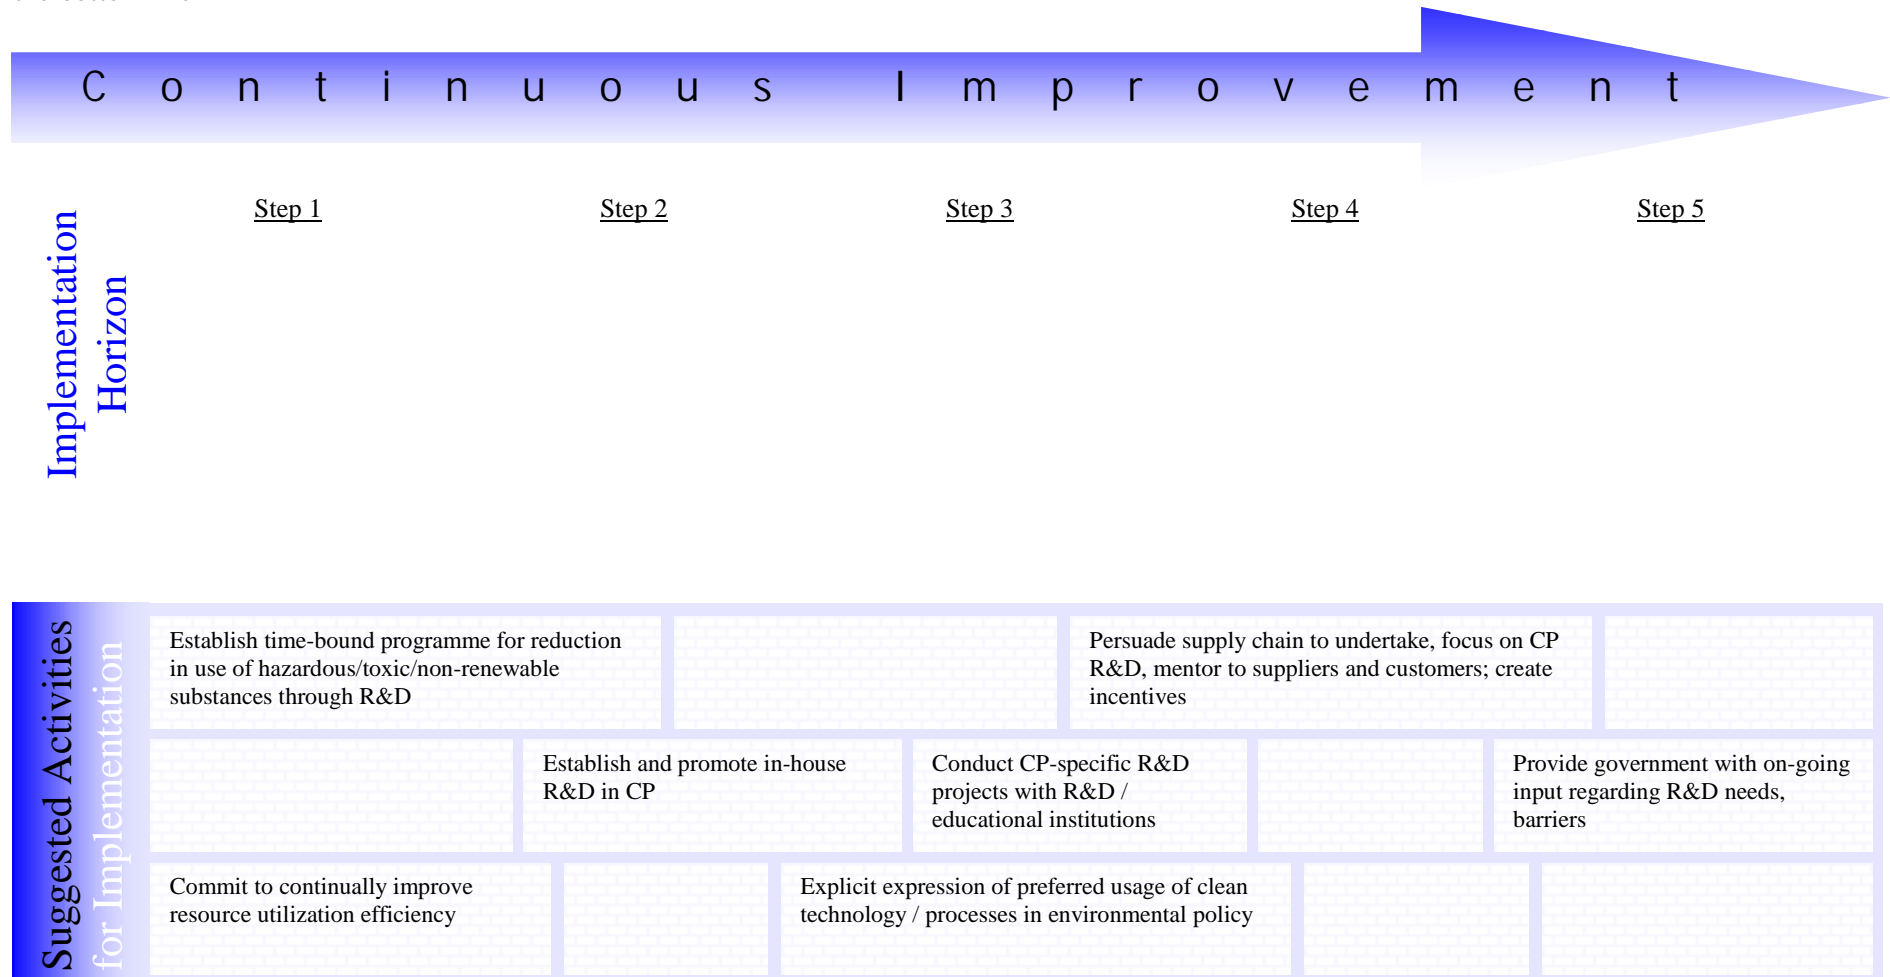 Continuous Improvement
Step 1
Step 2
Step 3
Step 4
Step 5
Implementation
Horizon
Suggested Activities
for Implementation
Establish time-bound programme for reduction
in use of hazardous/toxic/non-renewable
substances through R&D
Persuade supply chain to undertake, focus on CP
R&D, mentor to suppliers and customers; create
incentives
Establish and promote in-house
R&D in CP
Conduct CP-specific R&D
projects with R&D /
educational institutions
Provide government with on-going
input regarding R&D needs,
barriers
Commit to continually improve
resource utilization efficiency
Explicit expression of preferred usage of clean
technology / processes in environmental policy